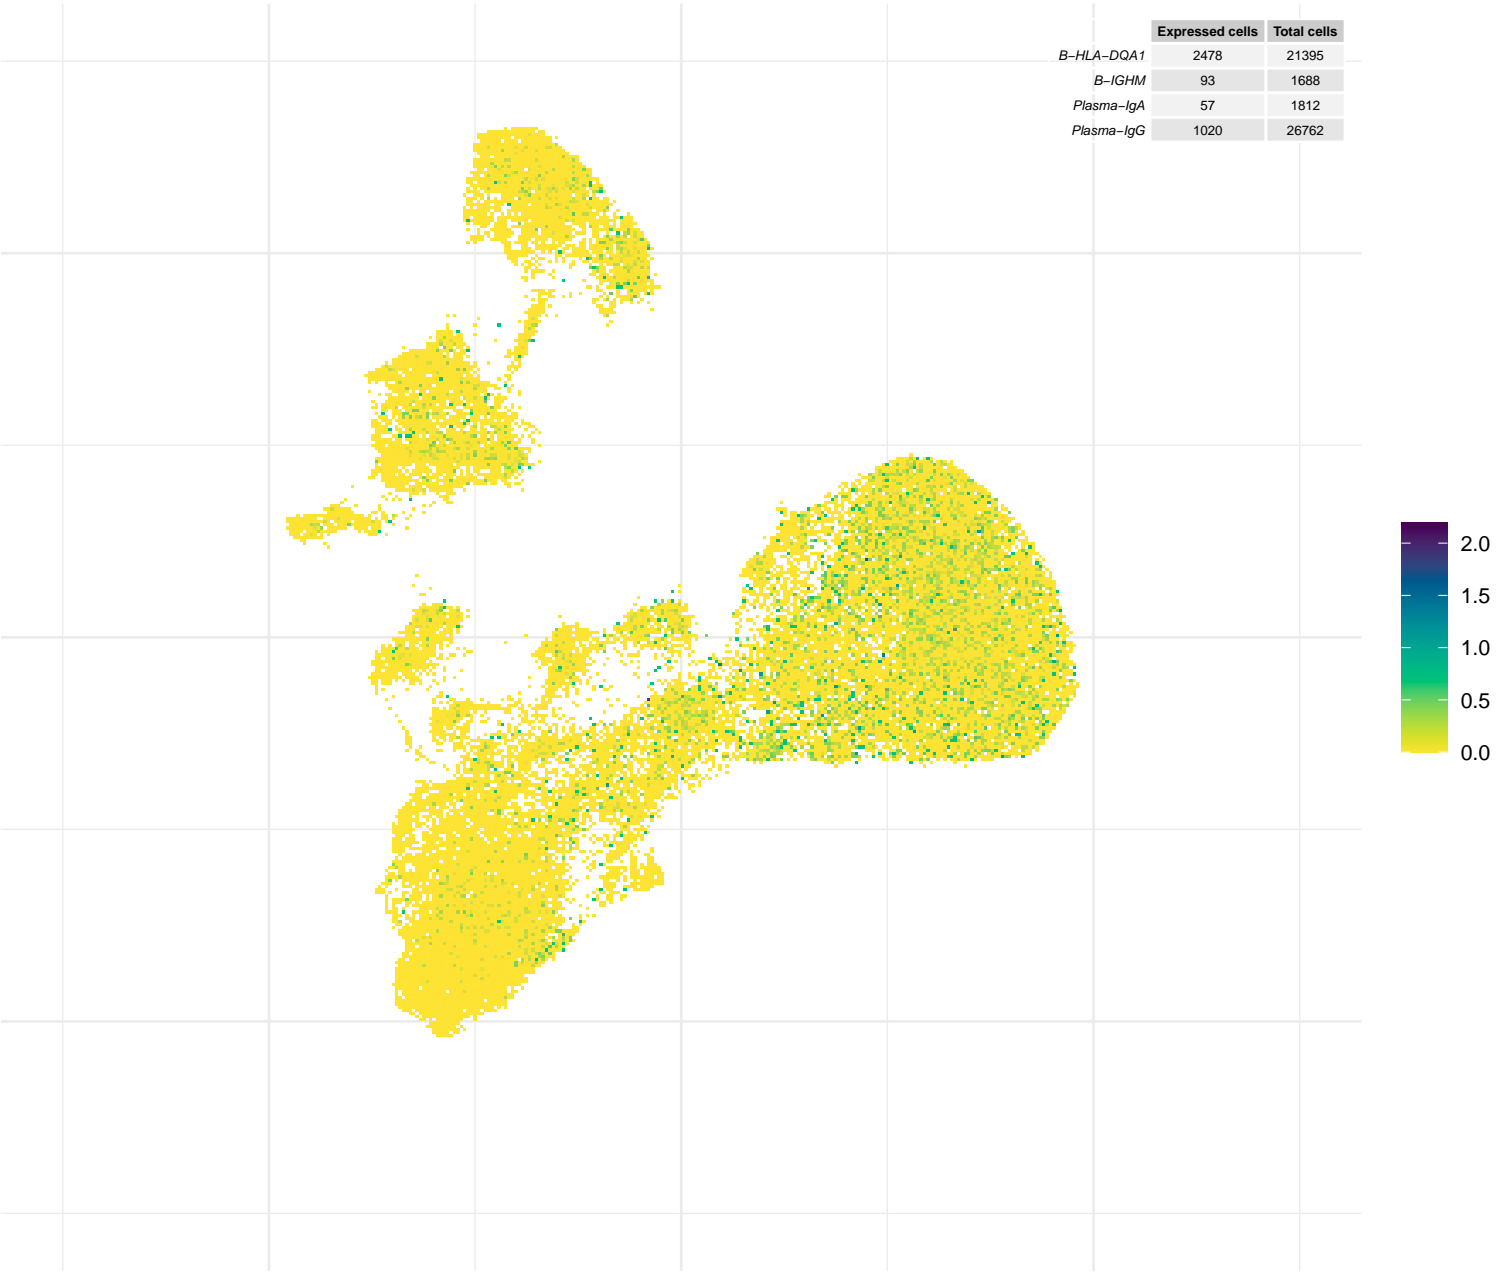 Expressed cells Total cells
B−HLA−DQA1 2478 21395
B−IGHM 93 1688
Plasma−IgA 57 1812
Plasma−IgG 1020 26762
2.0
1.5
1.0
0.5
0.0